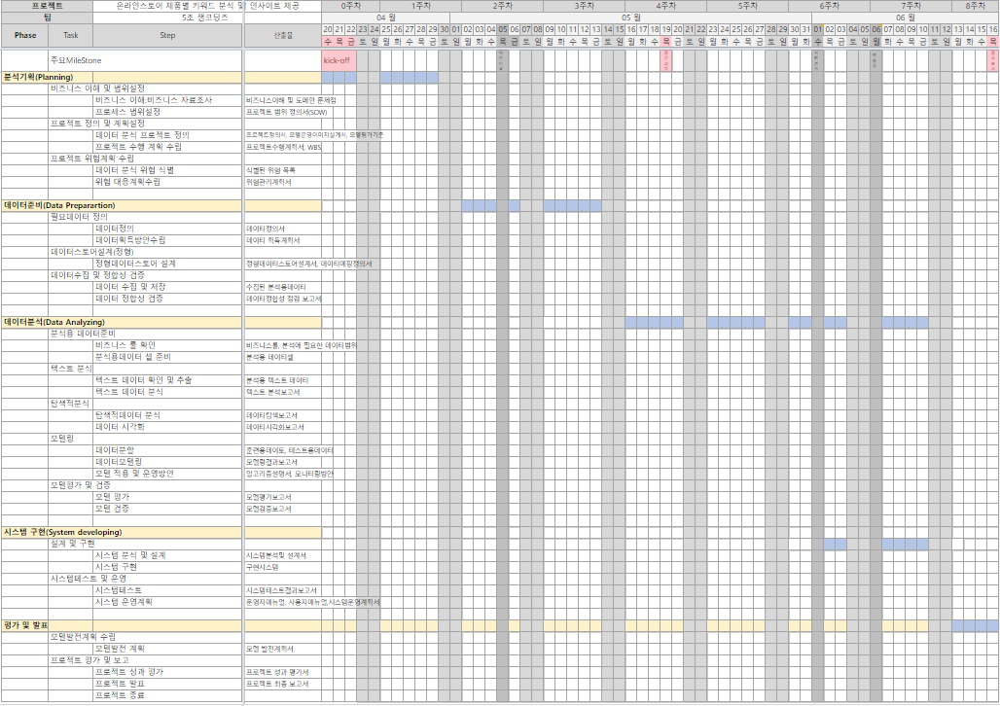 프로젝트 온라인스토어 제품별 키워드 분석 및 인사이트 제공 0주차 1주차 2주차 3주차 4주차 5주차 6주차 7주차 8주차
팀 5조 잼코딩즈 04 월 05 월 06 월
Phase Task Step 산출물 20 21 22 23 24 25 26 27 28 29 30 01 02 03 04 05 06 07 08 09 10 11 12 13 14 15 16 17 18 19 20 21 22 23 24 25 26 27 28 29 30 31 01 02 03 04 05 06 07 08 09 10 11 12 13 14 15 16
수 목 금 토 일 월 화 수 목 금 토 일 월 화 수 목 금 토 일 월 화 수 목 금 토 일 월 화 수 목 금 토 일 월 화 수 목 금 토 일 월 화 수 목 금 토 일 월 화 수 목 금 토 일 월 화 수 목
주요MileStone kick-off
분석기획(Planning)
비즈니스 이해 및 범위설정
비즈니스 이해:비즈니스 자료조사 비즈니스이해 및 도메인 문제점
프로세스 범위설정 프로젝트 범위 정의서(SOW)
프로젝트 정의 및 계획설정
데이터 분석 프로젝트 정의 프로젝트정의서, 모델운영이미지설계서, 모델평가기준
프로젝트 수행 계획 수립 프로젝트수행계획서, WBS
프로젝트 위험계획 수립
데이터 분석 위험 식별 식별된 위험 목록
위험 대응계획수립 위험관리계획서
데이터준비(Data Preparartion)
필요데이터 정의
데이터정의 데이터정의서
데이터획득방안수립 데이터 획득계획서
데이터스토어설계(정형)
정형데이터스토어 설계 정형데이터스토어설계서, 데이터매핑정의서
데이터수집 및 정합성 검증
데이터 수집 및 저장 수집된 분석용데이터
데이터 정합성 검증 데이터정합성 점검 보고서
데이터분석(Data Analyzing)
분석용 데이터준비
비즈니스 룰 확인 비즈니스룰, 분석에 필요한 데이터범위
분석용데이터 셋 준비 분석용 데이터셋
텍스트 분석
텍스트 데이터 확인 및 추출 분석용 텍스트 데이터
텍스트 데이터 분석 텍스트 분석보고서
탐색적분석
탐색적데이터 분석 데이터탐색보고서
데이터 시각화 데이터시각화보고서
모델링
데이터분할 훈련용데이터, 테스트용데이터
데이터모델링 모델링결과보고서
모델 적용 및 운영방안 알고리즘설명서, 모니터링방안
모델평가 및 검증
모델 평가 모델평가보고서
모델 검증 모델검증보고서
시스템 구현(System developing)
설계 및 구현
시스템 분석 및 설계 시스템분석및 설계서
시스템 구현 구현시스템
시스템테스트 및 운영
시스템테스트 시스템테스트결과보고서
시스템 운영계획 운영자매뉴얼, 사용자매뉴얼,시스템운영계획서
평가 및 발표
모델발전계획 수립
모델발전 계획 모델 발전계획서
프로젝트 평가 및 보고
프로젝트 성과 평가 프로젝트 성과 평가서
프로젝트 발표 프로젝트 최종 보고서
프로젝트 종료